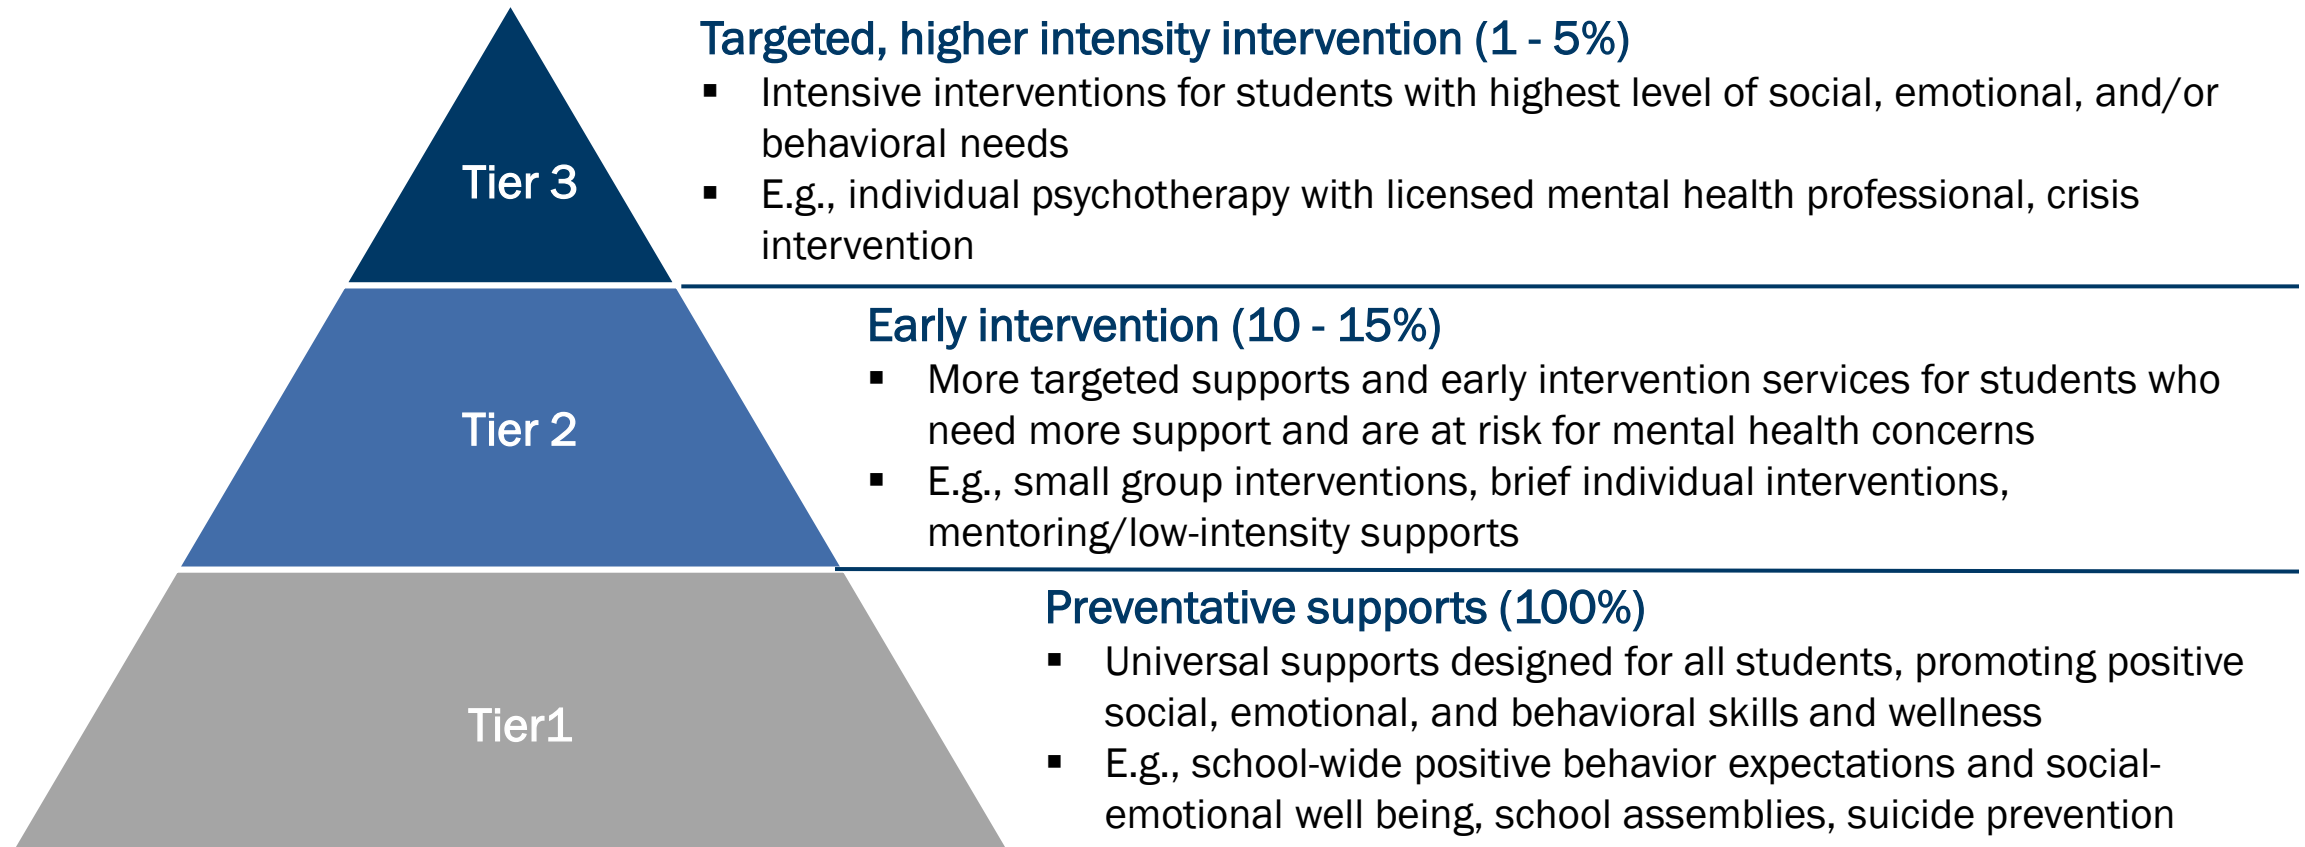 Targeted, higher intensity intervention (1 - 5%)
▪ Intensive interventions for students with highest level of social, emotional, and/or
behavioral needs
▪ E.g., individual psychotherapy with licensed mental health professional, crisis
intervention
Tier 3
Early intervention (10 - 15%)
▪ More targeted supports and early intervention services for students who
need more support and are at risk for mental health concerns
▪ E.g., small group interventions, brief individual interventions,
mentoring/low-intensity supports
Tier 2
Preventative supports (100%)
▪ Universal supports designed for all students, promoting positive
social, emotional, and behavioral skills and wellness
▪ E.g., school-wide positive behavior expectations and social-
emotional well being, school assemblies, suicide prevention
Tier1